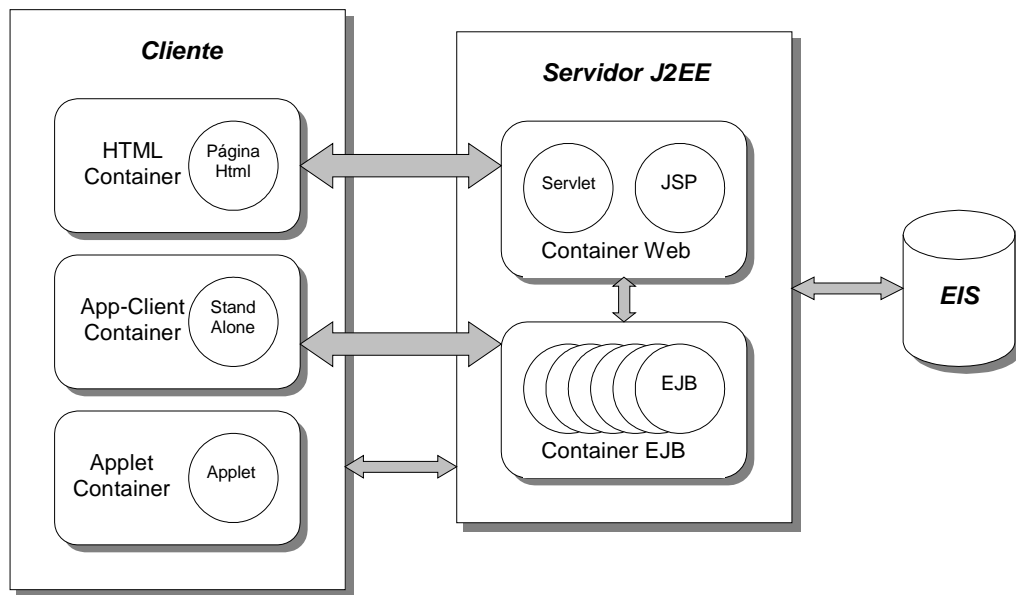 Cliente
HTML
Container
Página
Html
App-Client
Container
Stand
Alone
Applet
Container
Applet
Servidor J2EE
Servlet
JSP
Container Web
EJB
Container EJB
EIS